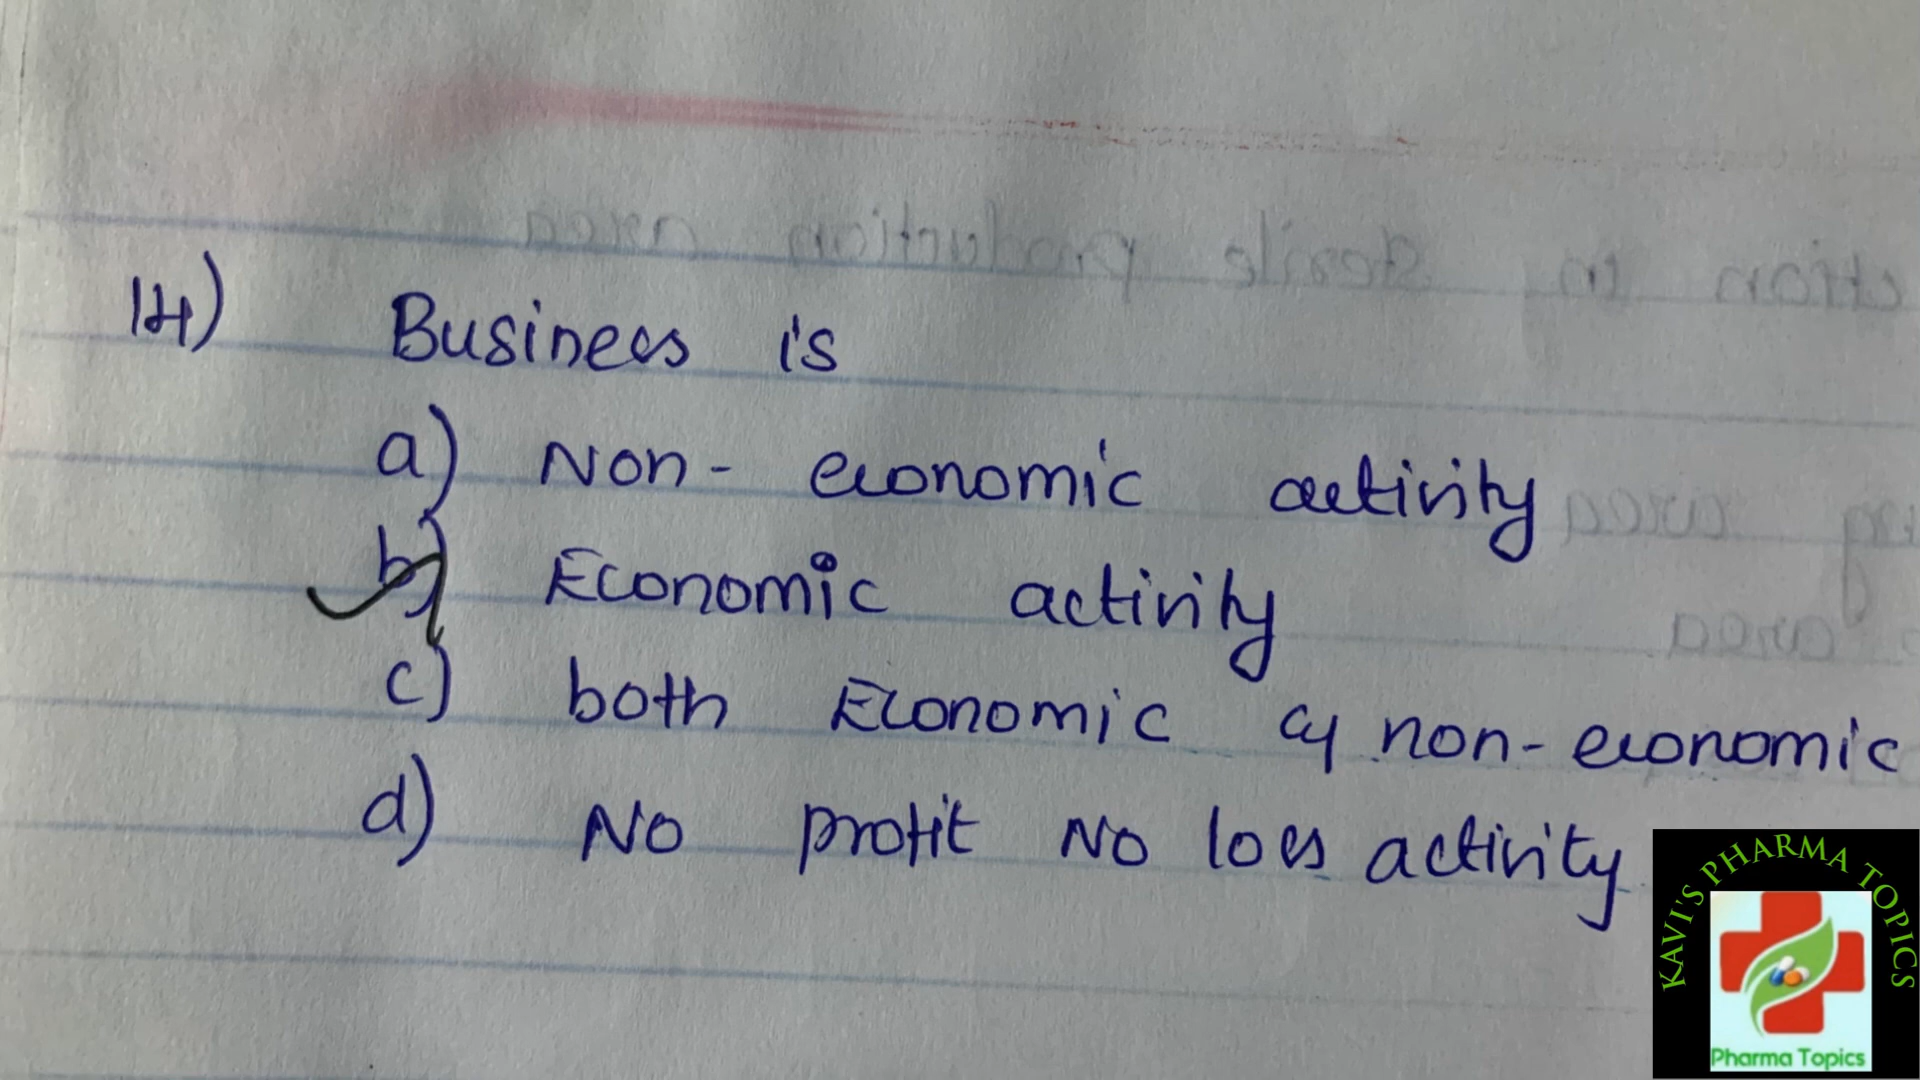 14) Business is
a) Non- economic activity
b) Economic activity
c) both Economic & non-economic
d) No profit No loss activity
KAVI'S PHARMA TOPICS
Pharma Topics